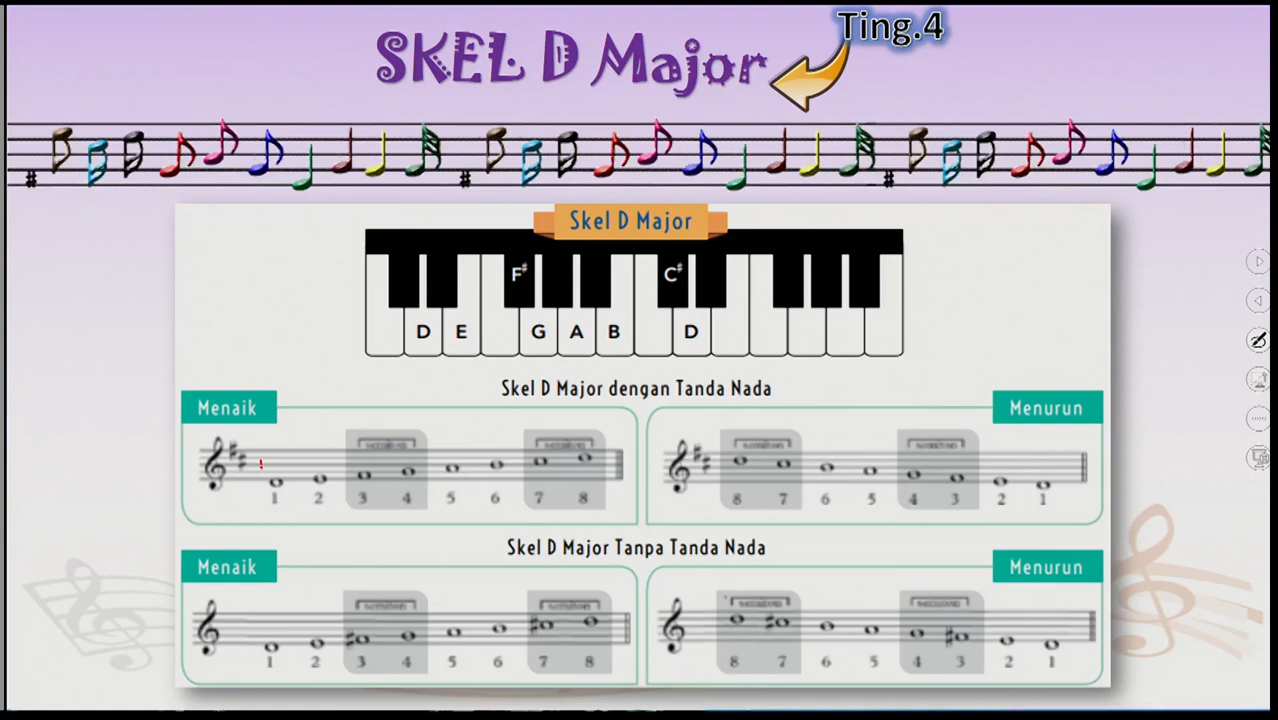 Ting.4
SKEL D Major
Skel D Major
F# C#
D E G A B D
Skel D Major dengan Tanda Nada
Menaik Menurun
1 2 3 4 5 6 7 8 8 7 6 5 4 3 2 1
Skel D Major Tanpa Tanda Nada
Menaik Menurun
1 2 3 4 5 6 7 8 8 7 6 5 4 3 2 1